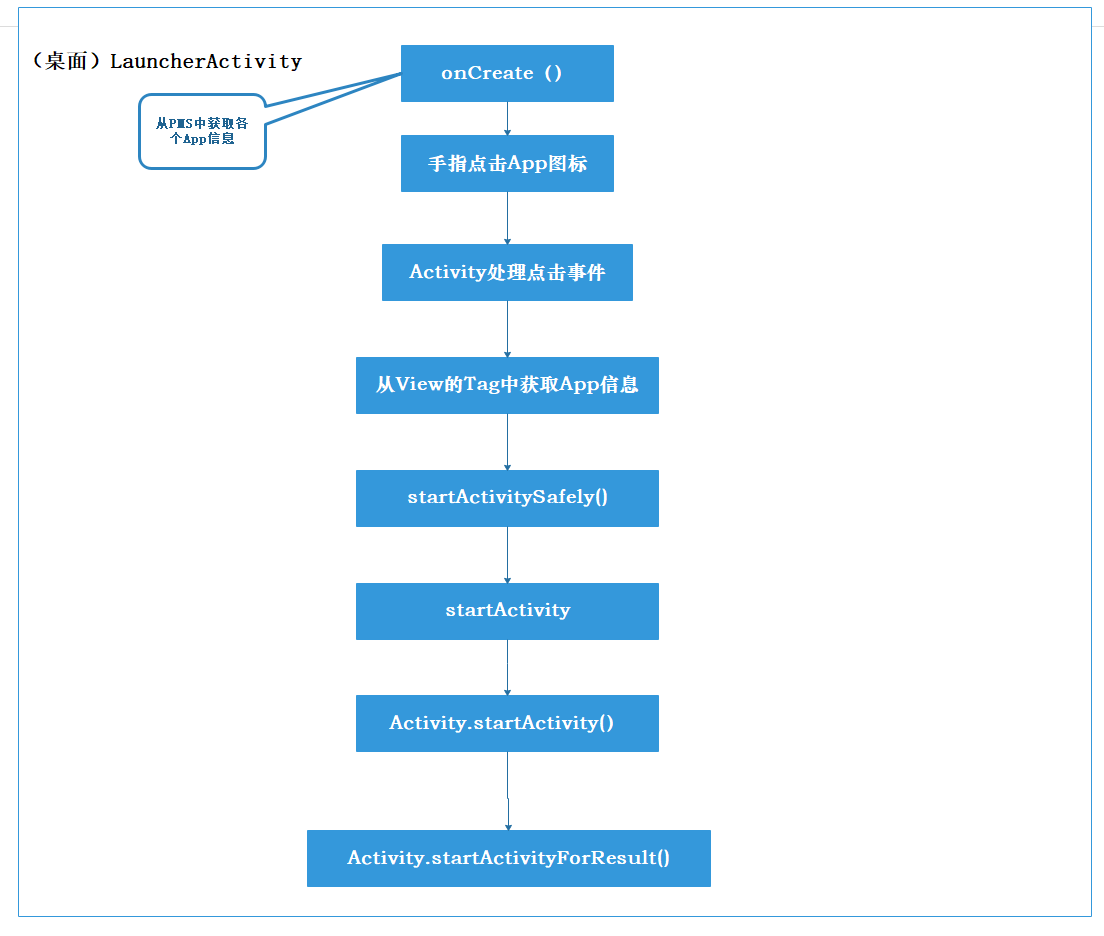 （桌面）LauncherActivity
onCreate（）
从PMS中获取各
个App信息
手指点击App图标
Activity处理点击事件
从View的Tag中获取App信息
startActivitySafely()
startActivity
Activity.startActivity()
Activity.startActivityForResult()